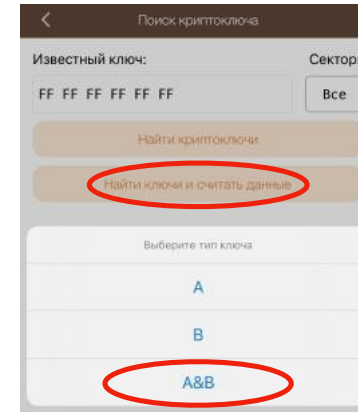 Поиск криптоключа
Известный ключ: Сектор:
FF FF FF FF FF FF Все
Найти криптоключи
Найти ключи и считать данные
Выберите тип ключа
A
B
A&B